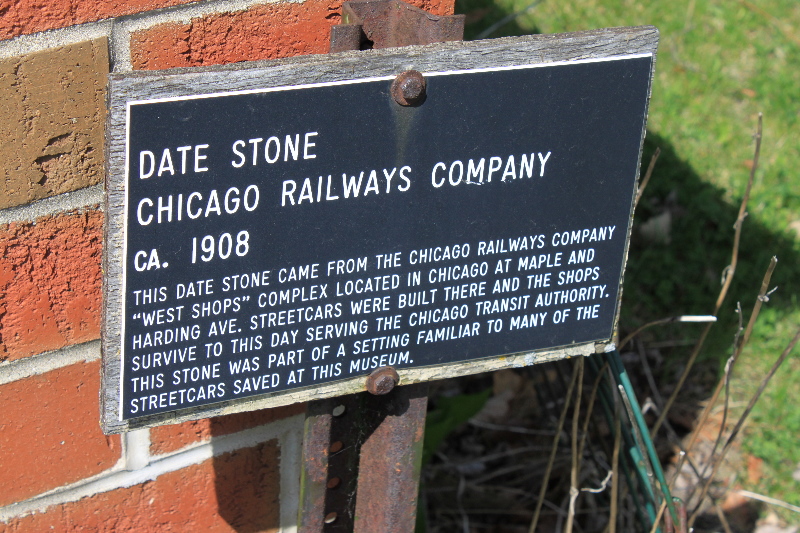 DATE STONE
CHICAGO RAILWAYS COMPANY
CA. 1908
THIS DATE STONE CAME FROM THE CHICAGO RAILWAYS COMPANY
"WEST SHOPS" COMPLEX LOCATED IN CHICAGO AT MAPLE AND
HARDING AVE. STREETCARS WERE BUILT THERE AND THE SHOPS
SURVIVE TO THIS DAY SERVING THE CHICAGO TRANSIT AUTHORITY.
THIS STONE WAS PART OF A SETTING FAMILIAR TO MANY OF THE
STREETCARS SAVED AT THIS MUSEUM.